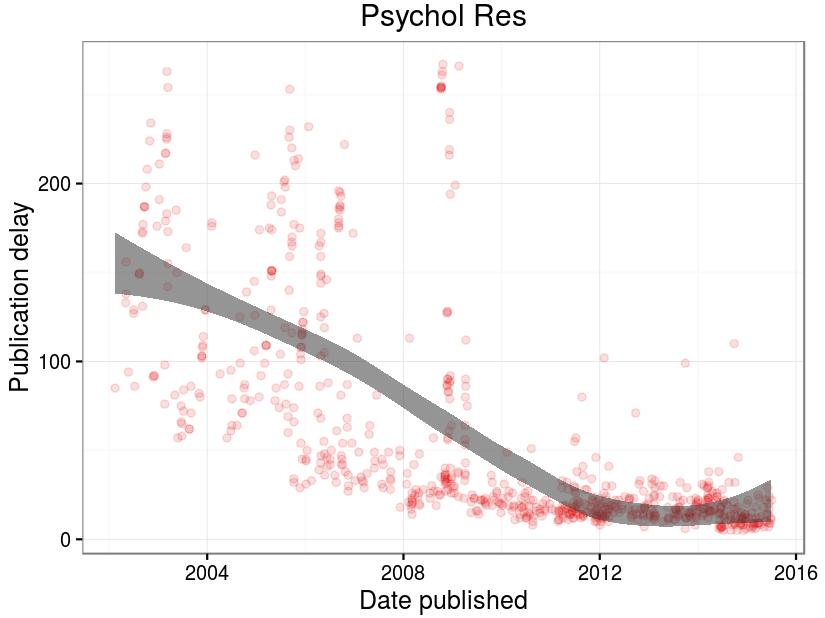 Psychol Res
Publication delay
200
100
0
2004 2008 2012 2016
Date published